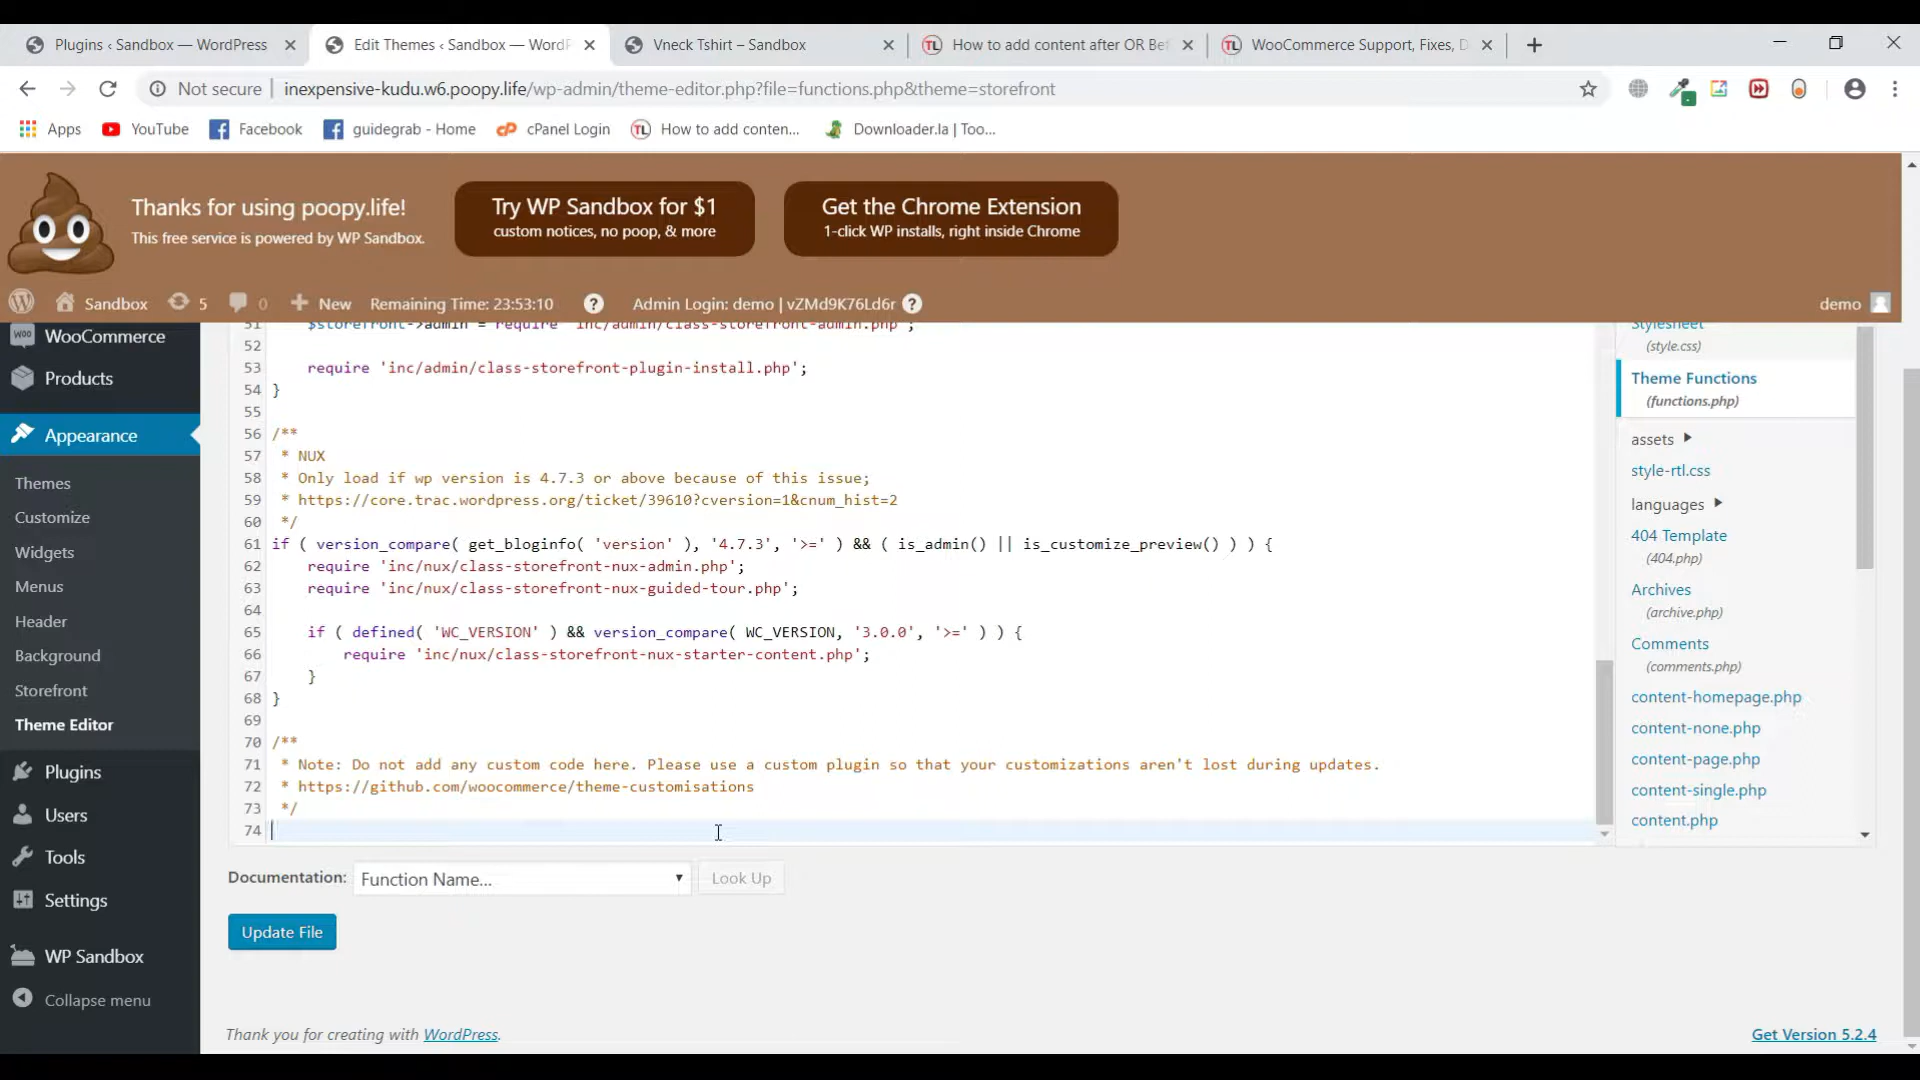 Plugins ‹ Sandbox — WordPress
Edit Themes ‹ Sandbox — WordP
Vneck Tshirt – Sandbox
How to add content after OR Be
WooCommerce Support, Fixes, D
Not secure
inexpensive-kudu.w6.poopy.life/wp-admin/theme-editor.php?file=functions.php&theme=storefront
Apps
YouTube
Facebook
guidegrab - Home
cPanel Login
How to add conten...
Downloader.la | Too...
Thanks for using poopy.life!
This free service is powered by WP Sandbox.
Try WP Sandbox for $1
custom notices, no poop, & more
Get the Chrome Extension
1-click WP installs, right inside Chrome
Sandbox
5
0
New
Remaining Time: 23:53:10
Admin Login: demo | vZMd9K76Ld6r
demo
WooCommerce
Products
Appearance
Themes
Customize
Widgets
Menus
Header
Background
Storefront
Theme Editor
Plugins
Users
Tools
Settings
WP Sandbox
Collapse menu
51 $storefront->admin = require 'inc/admin/class-storefront-admin.php';
52
53 require 'inc/admin/class-storefront-plugin-install.php';
54 }
55
56 /**
57 * NUX
58 * Only load if wp version is 4.7.3 or above because of this issue;
59 * https://core.trac.wordpress.org/ticket/39610?cversion=1&cnum_hist=2
60 */
61 if ( version_compare( get_bloginfo( 'version' ), '4.7.3', '>=' ) && ( is_admin() || is_customize_preview() ) ) {
62 require 'inc/nux/class-storefront-nux-admin.php';
63 require 'inc/nux/class-storefront-nux-guided-tour.php';
64
65 if ( defined( 'WC_VERSION' ) && version_compare( WC_VERSION, '3.0.0', '>=' ) ) {
66 require 'inc/nux/class-storefront-nux-starter-content.php';
67 }
68 }
69
70 /**
71 * Note: Do not add any custom code here. Please use a custom plugin so that your customizations aren't lost during updates.
72 * https://github.com/woocommerce/theme-customisations
73 */
74
Stylesheet
(style.css)
Theme Functions
(functions.php)
assets
style-rtl.css
languages
404 Template
(404.php)
Archives
(archive.php)
Comments
(comments.php)
content-homepage.php
content-none.php
content-page.php
content-single.php
content.php
Documentation:
Function Name...
Look Up
Update File
Thank you for creating with WordPress.
Get Version 5.2.4